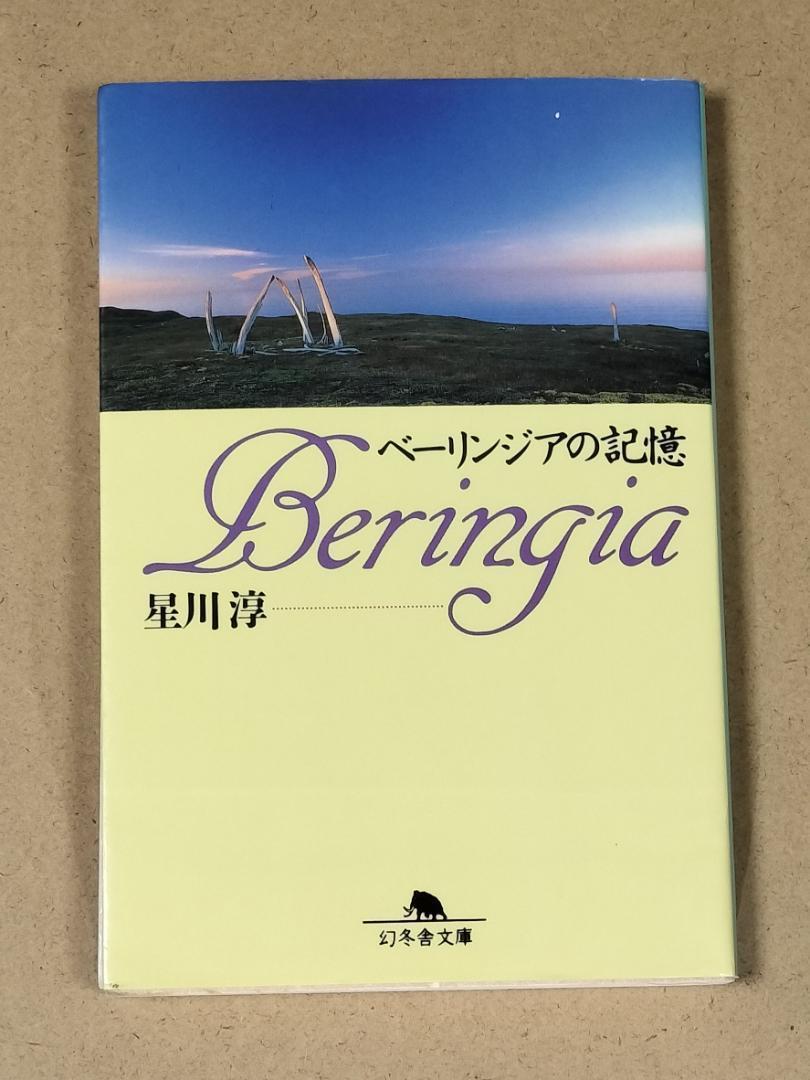 ベーリンジアの記憶
Beringia
星川 淳
幻冬舎文庫